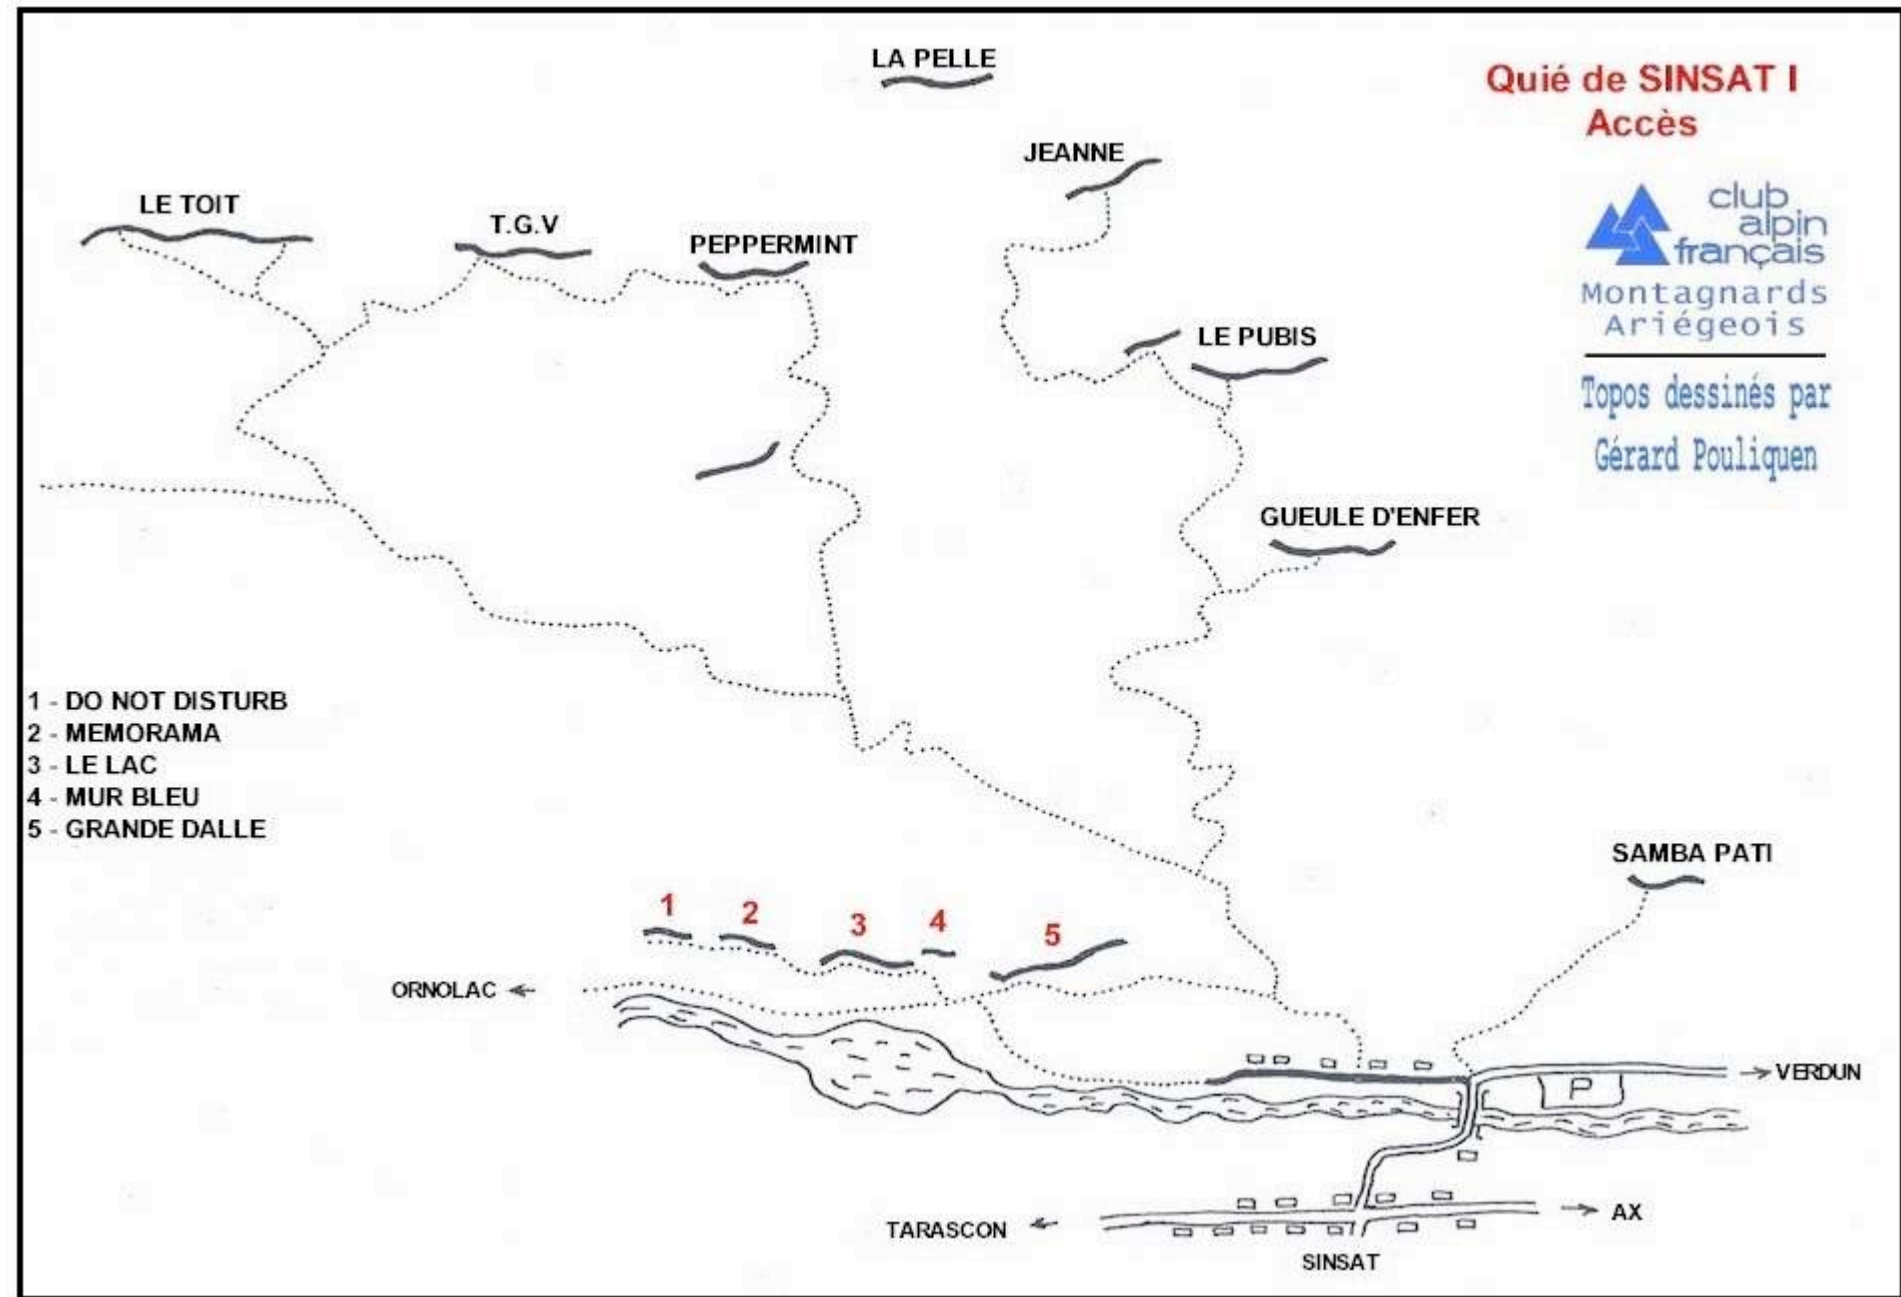 LA PELLE
Quié de SINSAT I
Accès
JEANNE
club
alpin
français
Montagnards
Ariégeois
Topos dessinés par
Gérard Pouliquen
LE TOIT
T.G.V
PEPPERMINT
LE PUBIS
GUEULE D'ENFER
1 - DO NOT DISTURB
2 - MEMORAMA
3 - LE LAC
4 - MUR BLEU
5 - GRANDE DALLE
SAMBA PATI
1
2
3
4
5
ORNOLAC
VERDUN
P
TARASCON
AX
SINSAT